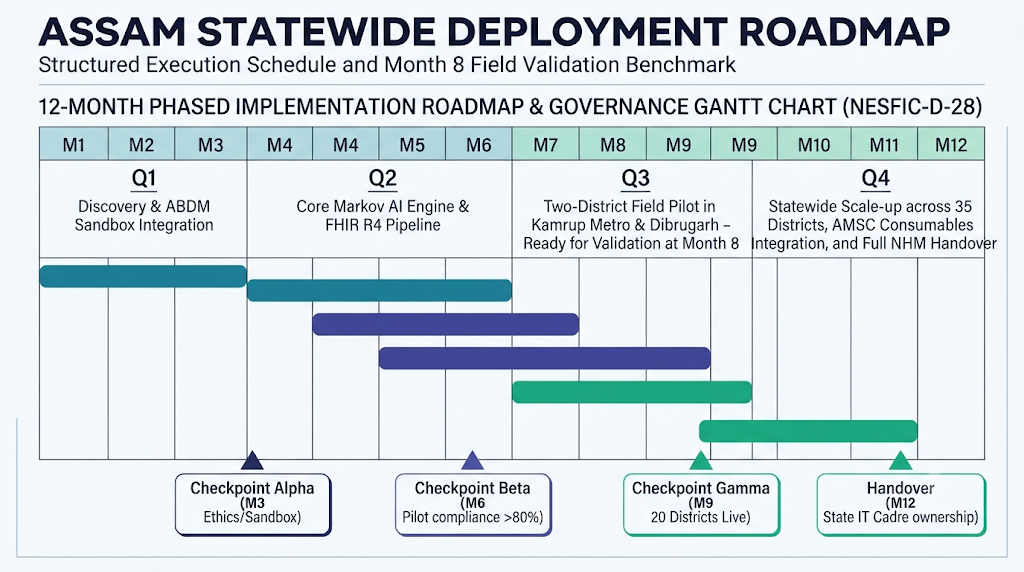 ASSAM STATEWIDE DEPLOYMENT ROADMAP
Structured Execution Schedule and Month 8 Field Validation Benchmark
12-MONTH PHASED IMPLEMENTATION ROADMAP & GOVERNANCE GANTT CHART (NESFIC-D-28)
M1 M2 M3 M4 M4 M5 M6 M7 M8 M9 M9 M10 M11 M12
Q1
Discovery & ABDM
Sandbox Integration
Q2
Core Markov AI Engine &
FHIR R4 Pipeline
Q3
Two-District Field Pilot in
Kamrup Metro & Dibrugarh –
Ready for Validation at Month 8
Q4
Statewide Scale-up across 35
Districts, AMSC Consumables
Integration, and Full NHM Handover
Checkpoint Alpha
(M3
Ethics/Sandbox)
Checkpoint Beta
(M6
Pilot compliance >80%)
Checkpoint Gamma
(M9
20 Districts Live)
Handover
(M12
State IT Cadre ownership)